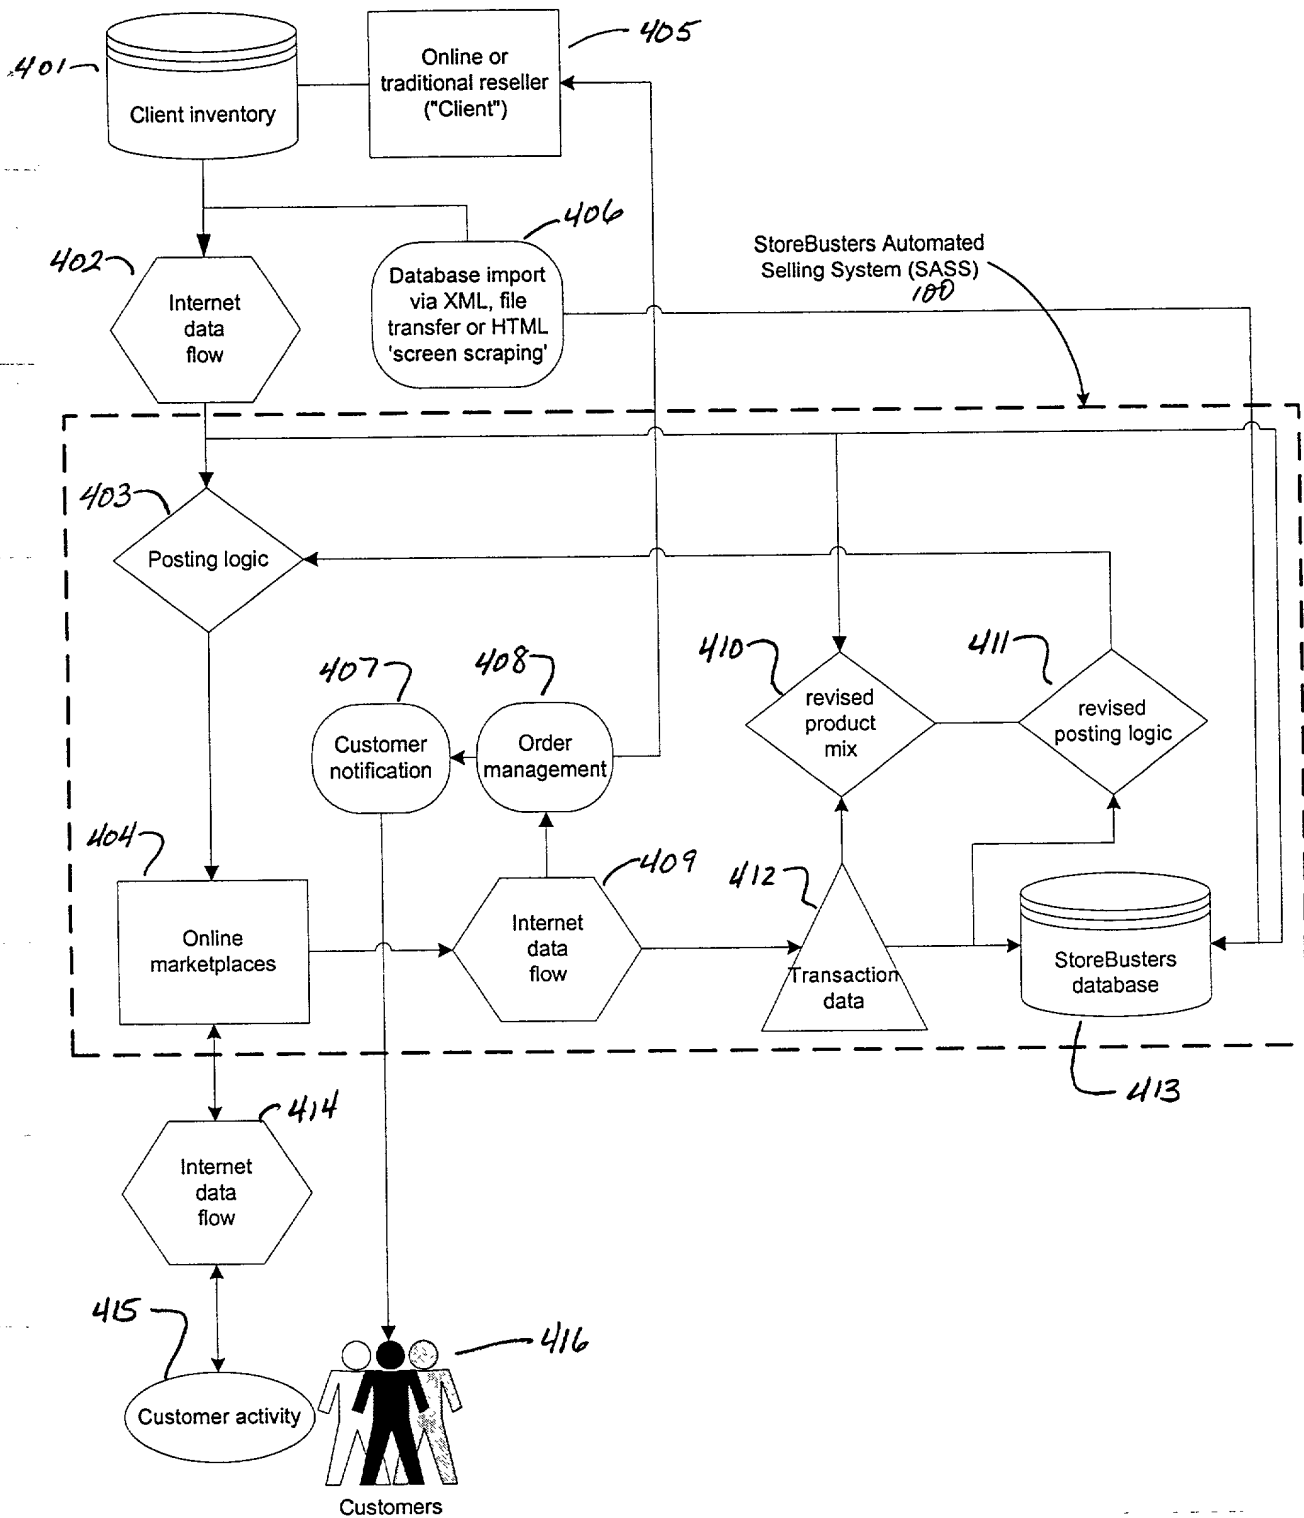 401
Client inventory
Online or
traditional reseller
("Client")
405
402
Internet
data
flow
406
Database import
via XML, file
transfer or HTML
'screen scraping'
StoreBusters Automated
Selling System (SASS)
100
403
Posting logic
407
Customer
notification
408
Order
management
410
revised
product
mix
411
revised
posting logic
404
Online
marketplaces
409
Internet
data
flow
412
Transaction
data
StoreBusters
database
413
414
Internet
data
flow
415
Customer activity
416
Customers